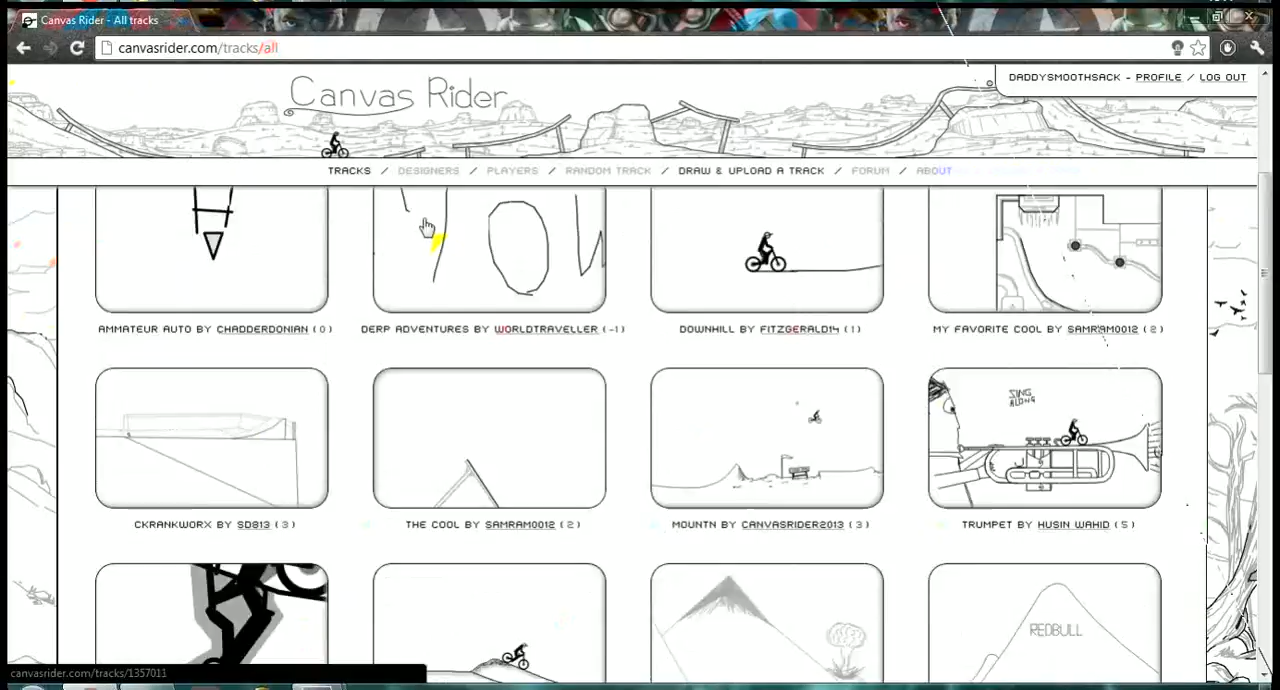 Canvas Rider - All tracks
canvasrider.com/tracks/all
Canvas Rider
DADDYSMOOTHSACK - PROFILE / LOG OUT
TRACKS / DESIGNERS / PLAYERS / RANDOM TRACK / DRAW & UPLOAD A TRACK / FORUM / ABOUT
AMMATEUR AUTO BY CHADDERDONIAN (0)
DERP ADVENTURES BY WORLDTRAVELLER (-1)
DOWNHILL BY FITZGERALD14 (1)
MY FAVORITE COOL BY SAMRAM0012 (2)
SING
ALONG
CKRANKWORX BY SD813 (3)
THE COOL BY SAMRAM0012 (2)
MOUNTN BY CANVASRIDER2013 (3)
TRUMPET BY HUSIN WAHID (5)
REDBULL
canvasrider.com/tracks/1357011